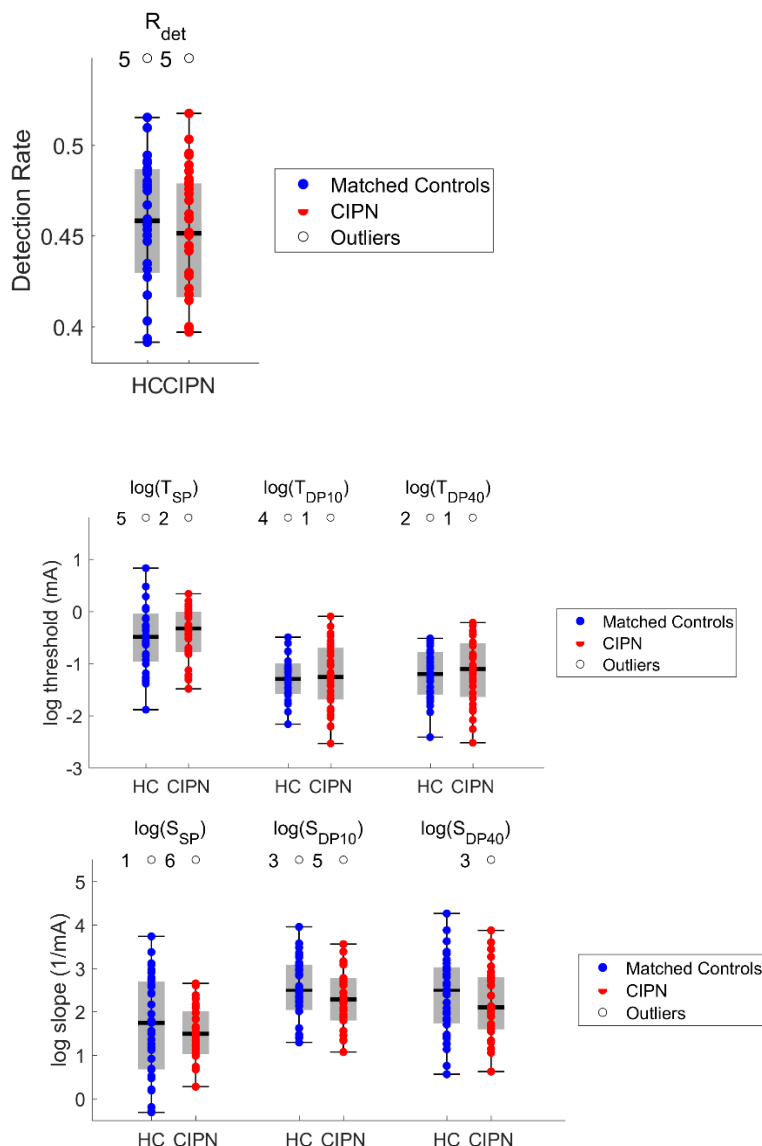 R_det
5 5
0.5
0.45
0.4
Detection Rate
HCCIPN
Matched Controls
CIPN
Outliers
log(T_SP) log(T_DP10) log(T_DP40)
5 2 4 1 2 1
1
0
-1
-2
-3
log threshold (mA)
HC CIPN HC CIPN HC CIPN
Matched Controls
CIPN
Outliers
log(S_SP) log(S_DP10) log(S_DP40)
1 6 3 5 3
5
4
3
2
1
0
log slope (1/mA)
HC CIPN HC CIPN HC CIPN
Matched Controls
CIPN
Outliers